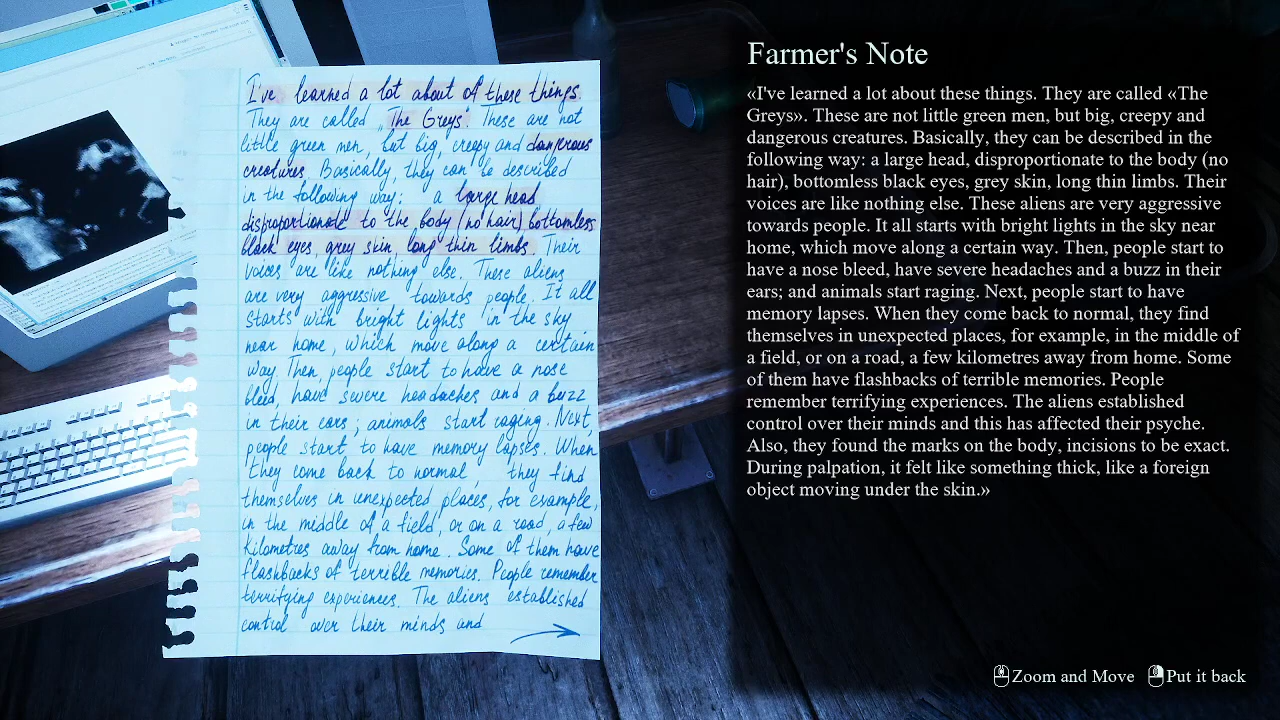 I've learned a lot about of these things.
They are called „The Greys". These are not
little green men, but big, creepy and dangerous
creatures. Basically, they can be described
in the following way: a large head,
disproportionate to the body (no hair) bottomless
black eyes, grey skin, long thin limbs. Their
voices are like nothing else. These aliens
are very aggressive towards people. It all
starts with bright lights in the sky
near home, which move along a certain
way. Then, people start to have a nose
bleed, have severe headaches and a buzz
in their ears; animals start raging. Next
people start to have memory lapses. When
they come back to normal they find
themselves in unexpected places, for example,
in the middle of a field, or on a road, a few
kilometres away from home. Some of them have
flashbacks of terrible memories. People remember
terrifying experiences. The aliens established
control over their minds and
Farmer's Note
«I've learned a lot about these things. They are called «The
Greys». These are not little green men, but big, creepy and
dangerous creatures. Basically, they can be described in the
following way: a large head, disproportionate to the body (no
hair), bottomless black eyes, grey skin, long thin limbs. Their
voices are like nothing else. These aliens are very aggressive
towards people. It all starts with bright lights in the sky near
home, which move along a certain way. Then, people start to
have a nose bleed, have severe headaches and a buzz in their
ears; and animals start raging. Next, people start to have
memory lapses. When they come back to normal, they find
themselves in unexpected places, for example, in the middle of
a field, or on a road, a few kilometres away from home. Some
of them have flashbacks of terrible memories. People
remember terrifying experiences. The aliens established
control over their minds and this has affected their psyche.
Also, they found the marks on the body, incisions to be exact.
During palpation, it felt like something thick, like a foreign
object moving under the skin.»
Zoom and Move Put it back